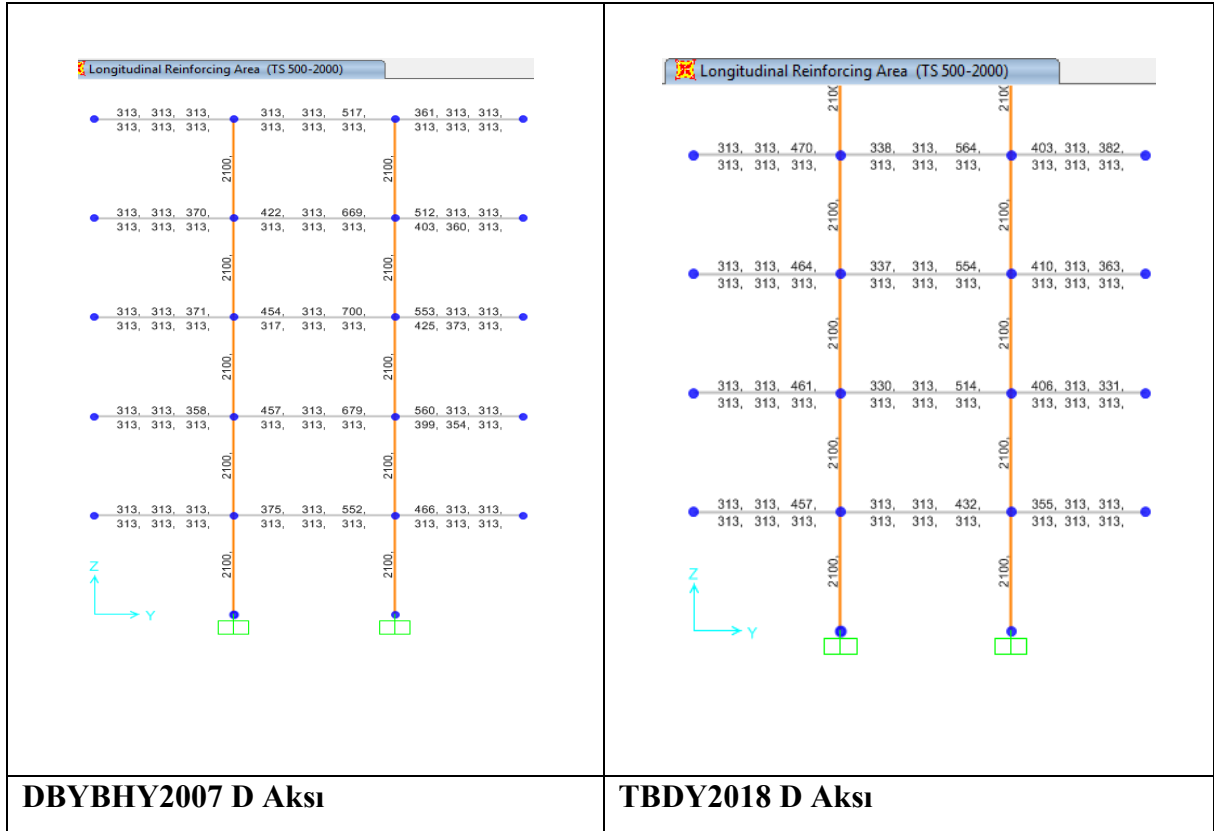 Longitudinal Reinforcing Area (TS 500-2000)
313, 313, 313, 313, 313, 517, 361, 313, 313,
313, 313, 313, 313, 313, 313, 313, 313, 313,
2100, 2100,
313, 313, 370, 422, 313, 669, 512, 313, 313,
313, 313, 313, 313, 313, 313, 403, 360, 313,
2100, 2100,
313, 313, 371, 454, 313, 700, 553, 313, 313,
313, 313, 313, 317, 313, 313, 425, 373, 313,
2100, 2100,
313, 313, 358, 457, 313, 679, 560, 313, 313,
313, 313, 313, 313, 313, 313, 399, 354, 313,
2100, 2100,
313, 313, 313, 375, 313, 552, 466, 313, 313,
313, 313, 313, 313, 313, 313, 313, 313, 313,
2100, 2100,
Z
Y
DBYBHY2007 D Aksı
Longitudinal Reinforcing Area (TS 500-2000)
2100 2100
313, 313, 470, 338, 313, 564, 403, 313, 382,
313, 313, 313, 313, 313, 313, 313, 313, 313,
2100, 2100,
313, 313, 464, 337, 313, 554, 410, 313, 363,
313, 313, 313, 313, 313, 313, 313, 313, 313,
2100, 2100,
313, 313, 461, 330, 313, 514, 406, 313, 331,
313, 313, 313, 313, 313, 313, 313, 313, 313,
2100, 2100,
313, 313, 457, 313, 313, 432, 355, 313, 313,
313, 313, 313, 313, 313, 313, 313, 313, 313,
2100, 2100,
Z
Y
TBDY2018 D Aksı